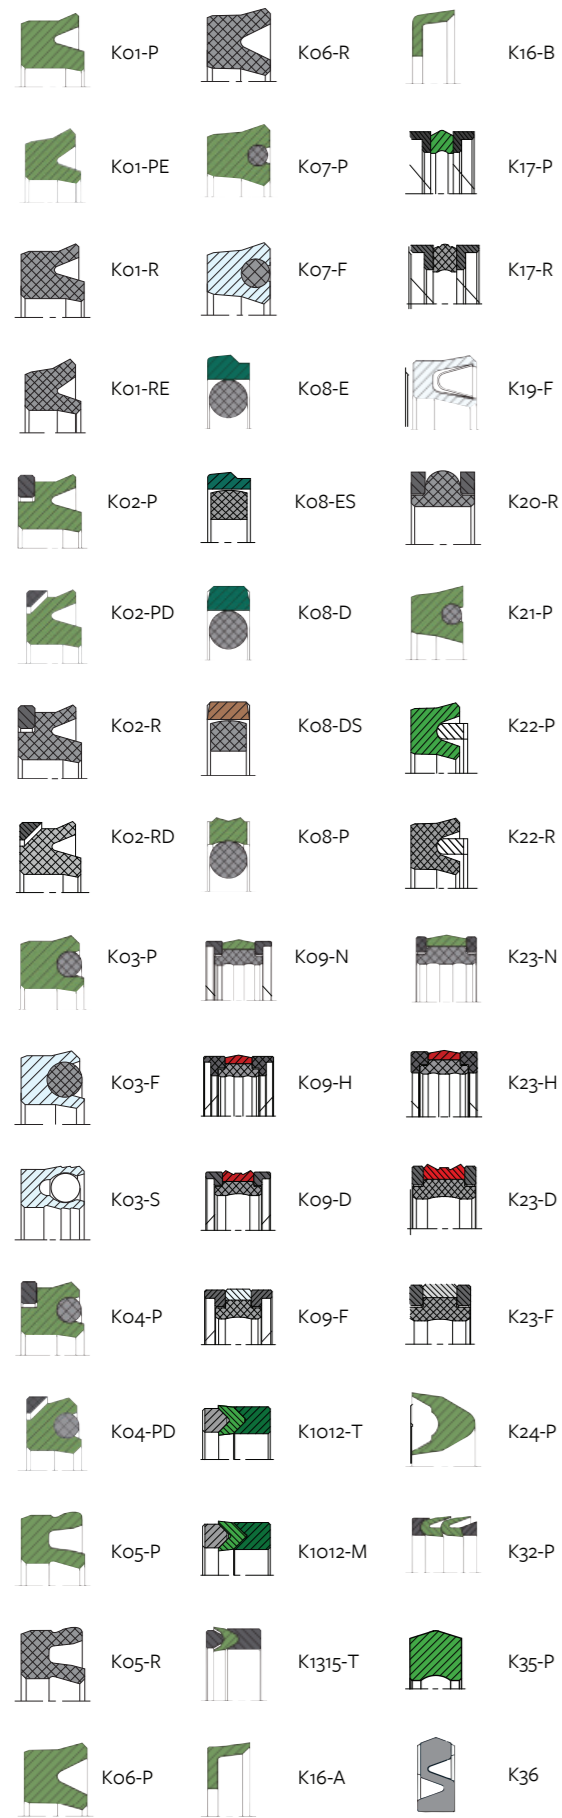 K01-P
K06-R
K16-B
K01-PE
K07-P
K17-P
K01-R
K07-F
K17-R
K01-RE
K08-E
K19-F
K02-P
K08-ES
K20-R
K02-PD
K08-D
K21-P
K02-R
K08-DS
K22-P
K02-RD
K08-P
K22-R
K03-P
K09-N
K23-N
K03-F
K09-H
K23-H
K03-S
K09-D
K23-D
K04-P
K09-F
K23-F
K04-PD
K1012-T
K24-P
K05-P
K1012-M
K32-P
K05-R
K1315-T
K35-P
K06-P
K16-A
K36